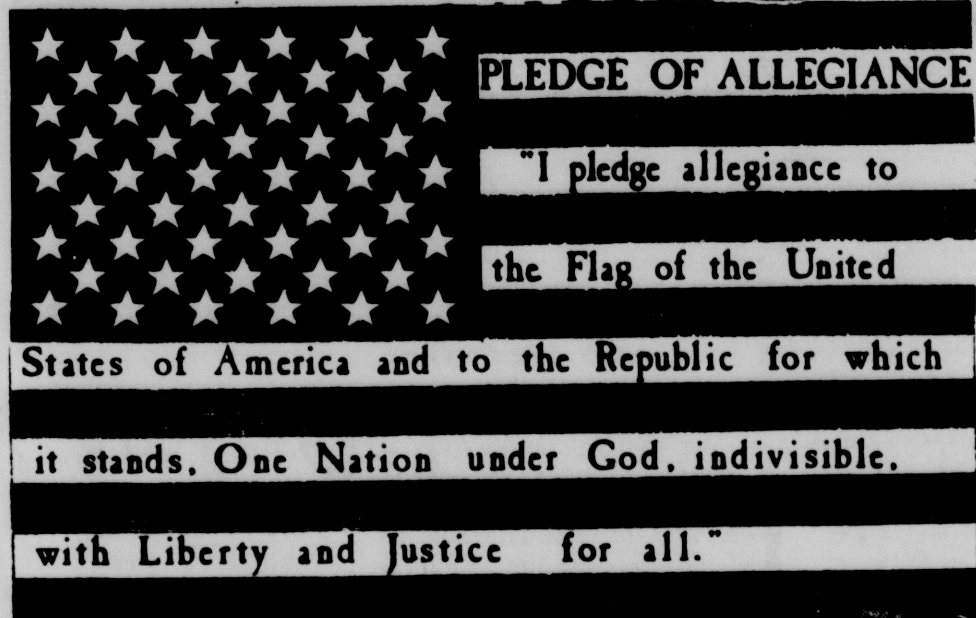 PLEDGE OF ALLEGIANCE
"I pledge allegiance to
the Flag of the United
States of America and to the Republic for which
it stands, One Nation under God, indivisible,
with Liberty and Justice for all."